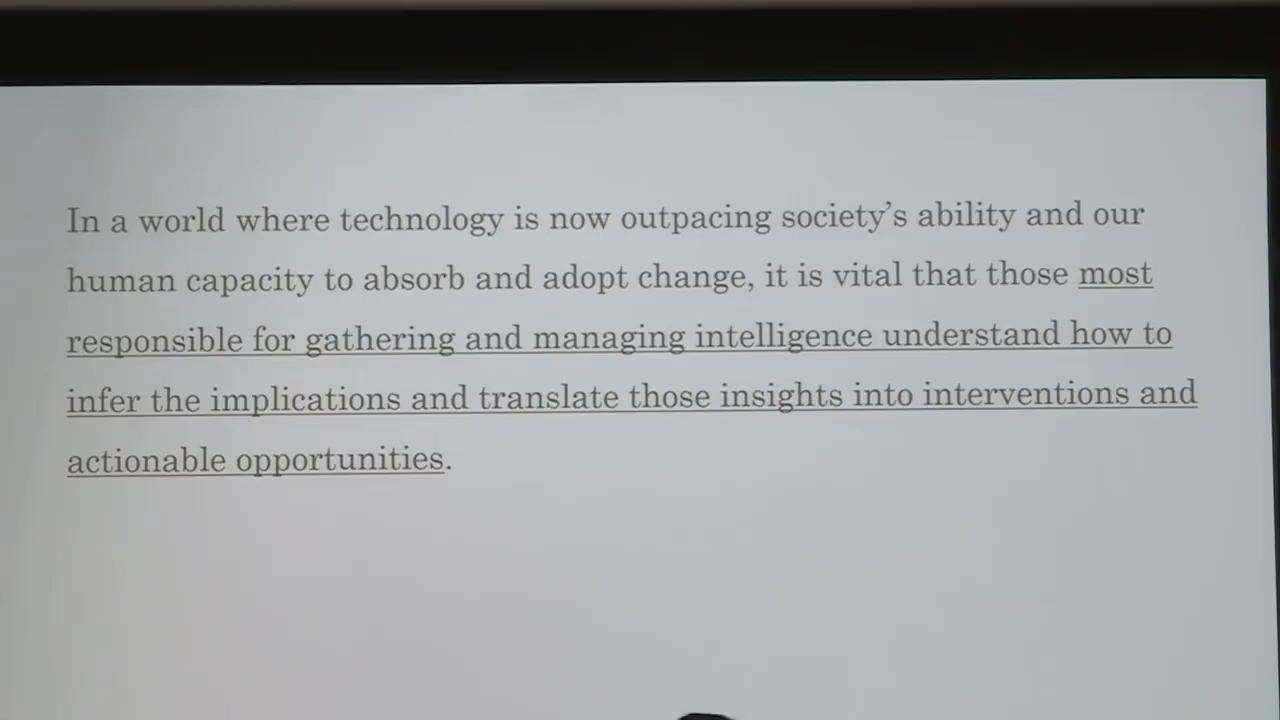 In a world where technology is now outpacing society’s ability and our
human capacity to absorb and adopt change, it is vital that those most
responsible for gathering and managing intelligence understand how to
infer the implications and translate those insights into interventions and
actionable opportunities.